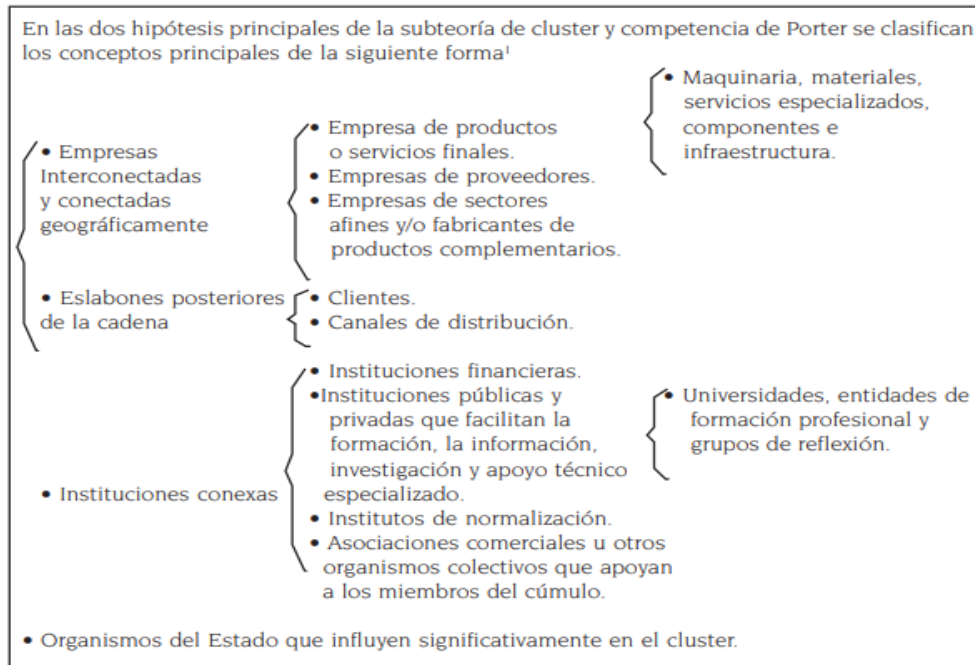 En las dos hipótesis principales de la subteoría de cluster y competencia de Porter se clasifican
los conceptos principales de la siguiente forma¹
• Empresas
Interconectadas
y conectadas
geográficamente
• Empresa de productos
o servicios finales.
• Empresas de proveedores.
• Empresas de sectores
afines y/o fabricantes de
productos complementarios.
• Maquinaria, materiales,
servicios especializados,
componentes e
infraestructura.
• Eslabones posteriores
de la cadena
• Clientes.
• Canales de distribución.
• Instituciones conexas
• Instituciones financieras.
•Instituciones públicas y
privadas que facilitan la
formación, la información,
investigación y apoyo técnico
especializado.
• Institutos de normalización.
• Asociaciones comerciales u otros
organismos colectivos que apoyan
a los miembros del cúmulo.
• Universidades, entidades de
formación profesional y
grupos de reflexión.
• Organismos del Estado que influyen significativamente en el cluster.